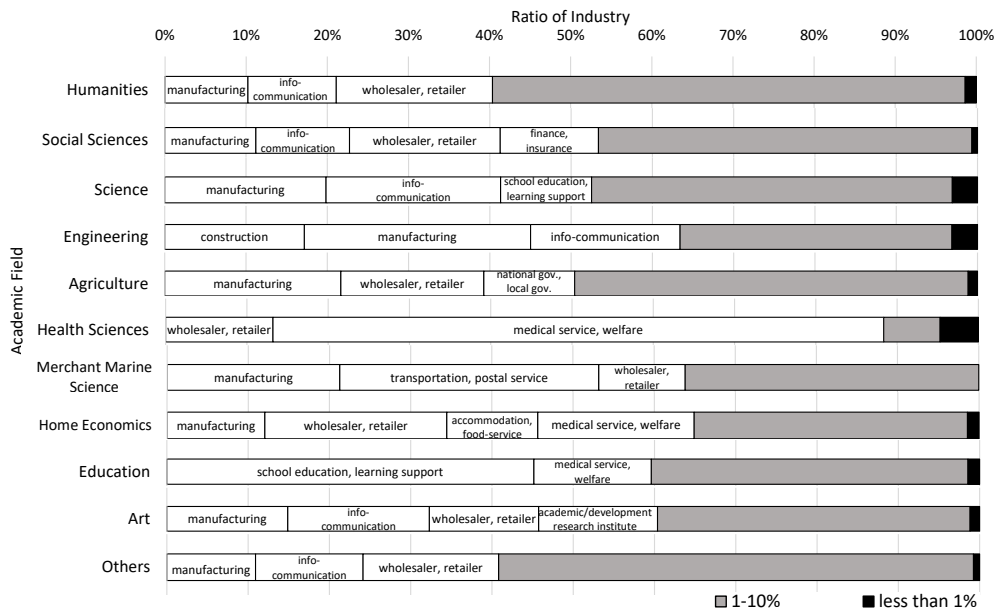 Ratio of Industry
0% 10% 20% 30% 40% 50% 60% 70% 80% 90% 100%
Academic Field
Humanities
manufacturing
info-
communication
wholesaler, retailer
Social Sciences
manufacturing
info-
communication
wholesaler, retailer
finance,
insurance
Science
manufacturing
info-
communication
school education,
learning support
Engineering
construction
manufacturing
info-communication
Agriculture
manufacturing
wholesaler, retailer
national gov.,
local gov.
Health Sciences
wholesaler, retailer
medical service, welfare
Merchant Marine
Science
manufacturing
transportation, postal service
wholesaler,
retailer
Home Economics
manufacturing
wholesaler, retailer
accommodation,
food-service
medical service, welfare
Education
school education, learning support
medical service,
welfare
Art
manufacturing
info-
communication
wholesaler, retailer
academic/development
research institute
Others
manufacturing
info-
communication
wholesaler, retailer
1-10%
less than 1%